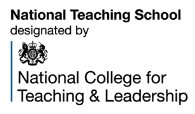 National Teaching School
designated by
National College for
Teaching & Leadership